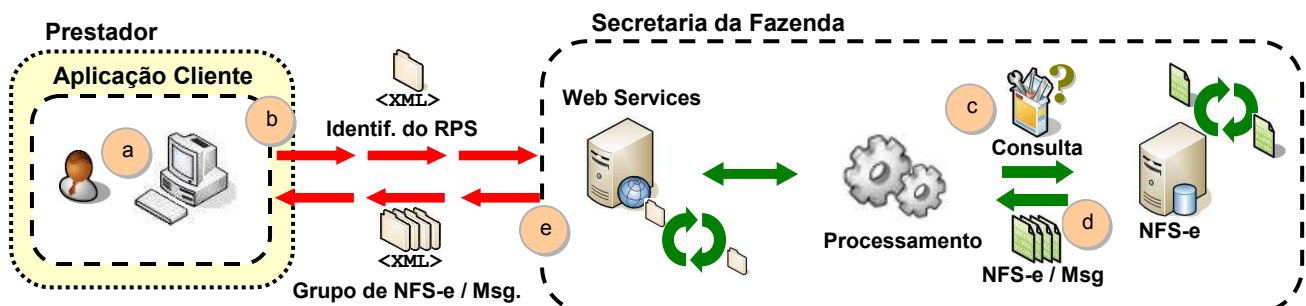 Prestador
Aplicação Cliente
a
b
<XML>
Identif. do RPS
<XML>
Grupo de NFS-e / Msg.
Secretaria da Fazenda
Web Services
e
Processamento
c
?
Consulta
d
NFS-e / Msg
NFS-e